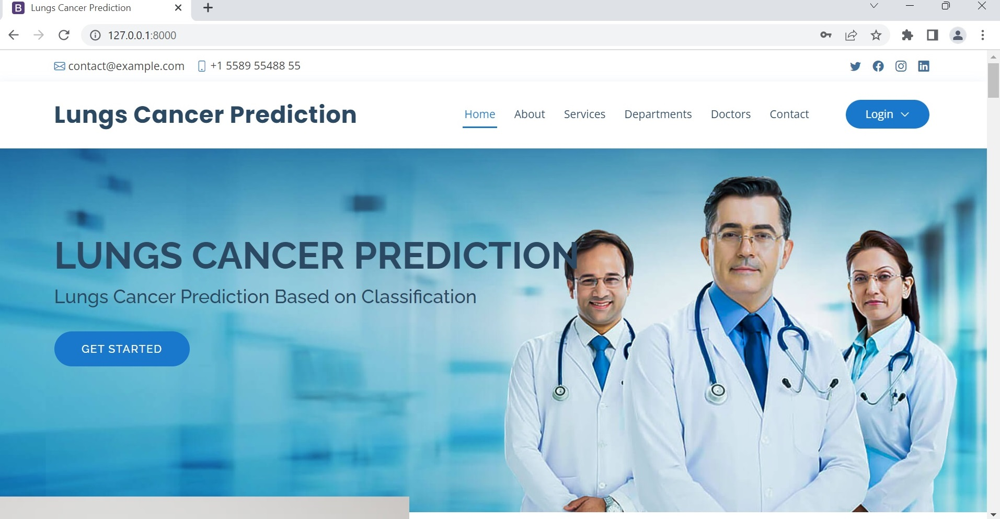 Lungs Cancer Prediction
127.0.0.1:8000
contact@example.com +1 5589 55488 55
Lungs Cancer Prediction
Home About Services Departments Doctors Contact Login
LUNGS CANCER PREDICTION
Lungs Cancer Prediction Based on Classification
GET STARTED